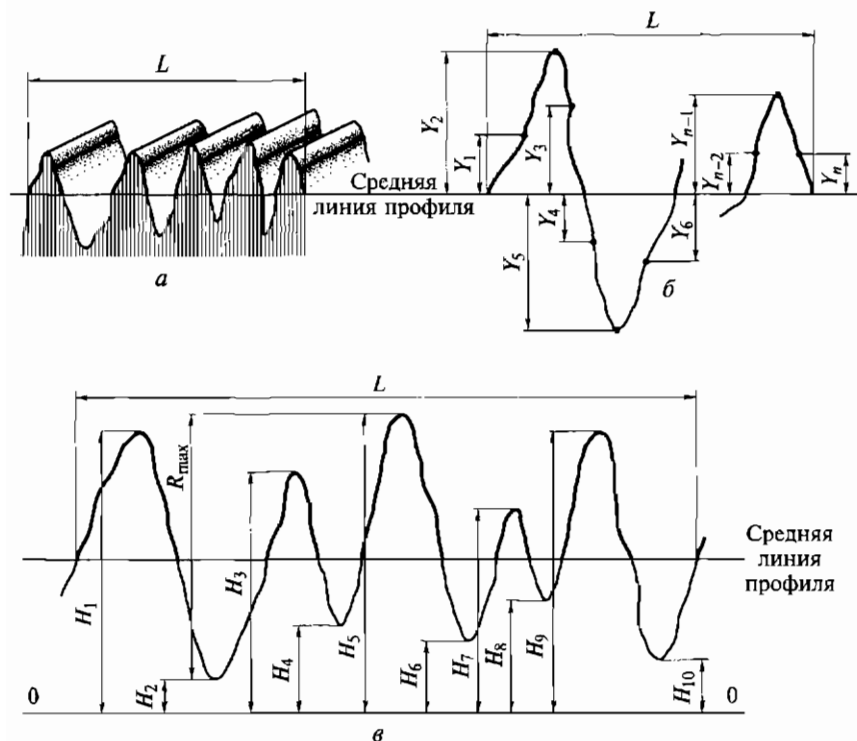 L
L
Y₂
Y₁
Y₃
Yₙ₋₁
Yₙ₋₂
Yₙ
Средняя
линия профиля
Y₄
Y₅
Y₆
а
б
L
Rmax
H₁
H₂
H₃
H₄
H₅
H₆
H₇
H₈
H₉
H₁₀
Средняя
линия
профиля
0
0
в